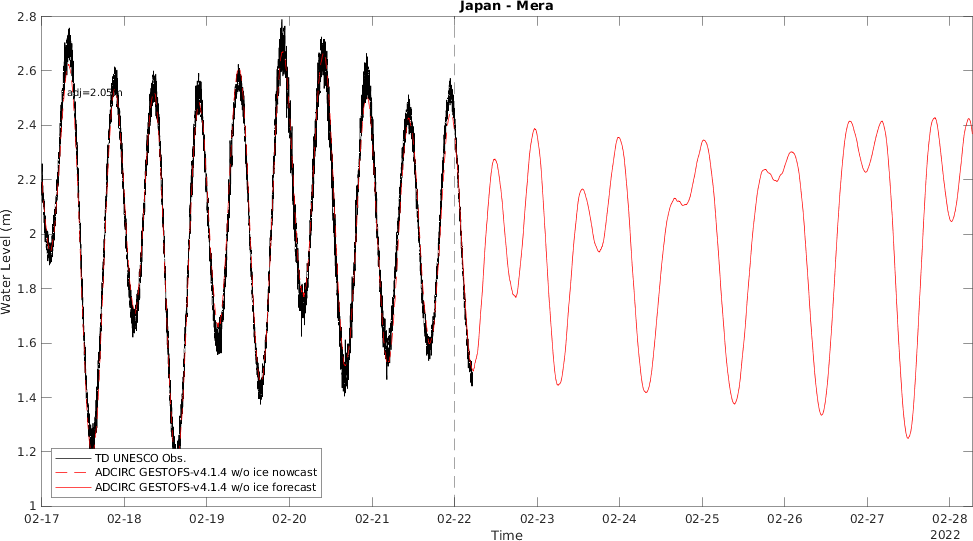 Japan - Mera
2.8
2.6
2.4
2.2
2
1.8
1.6
1.4
1.2
1
Water Level (m)
adj=2.05m
TD UNESCO Obs.
ADCIRC GESTOFS-v4.1.4 w/o ice nowcast
ADCIRC GESTOFS-v4.1.4 w/o ice forecast
02-17 02-18 02-19 02-20 02-21 02-22 02-23 02-24 02-25 02-26 02-27 02-28
Time
2022